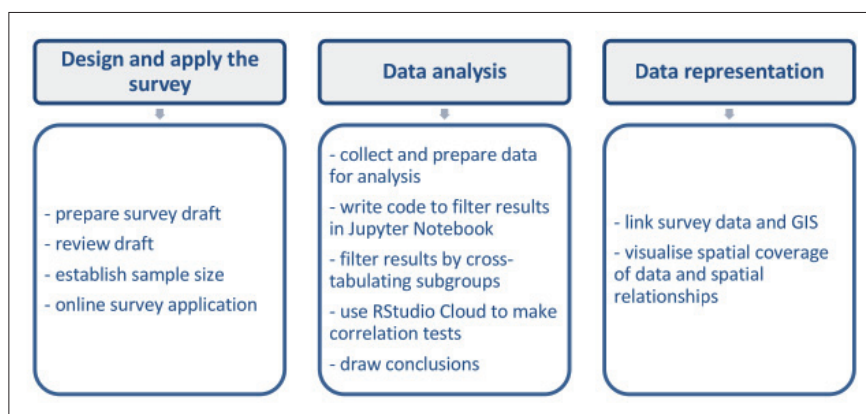 Design and apply the
survey
- prepare survey draft
- review draft
- establish sample size
- online survey application
Data analysis
- collect and prepare data
for analysis
- write code to filter results
in Jupyter Notebook
- filter results by cross-
tabulating subgroups
- use RStudio Cloud to make
correlation tests
- draw conclusions
Data representation
- link survey data and GIS
- visualise spatial coverage
of data and spatial
relationships